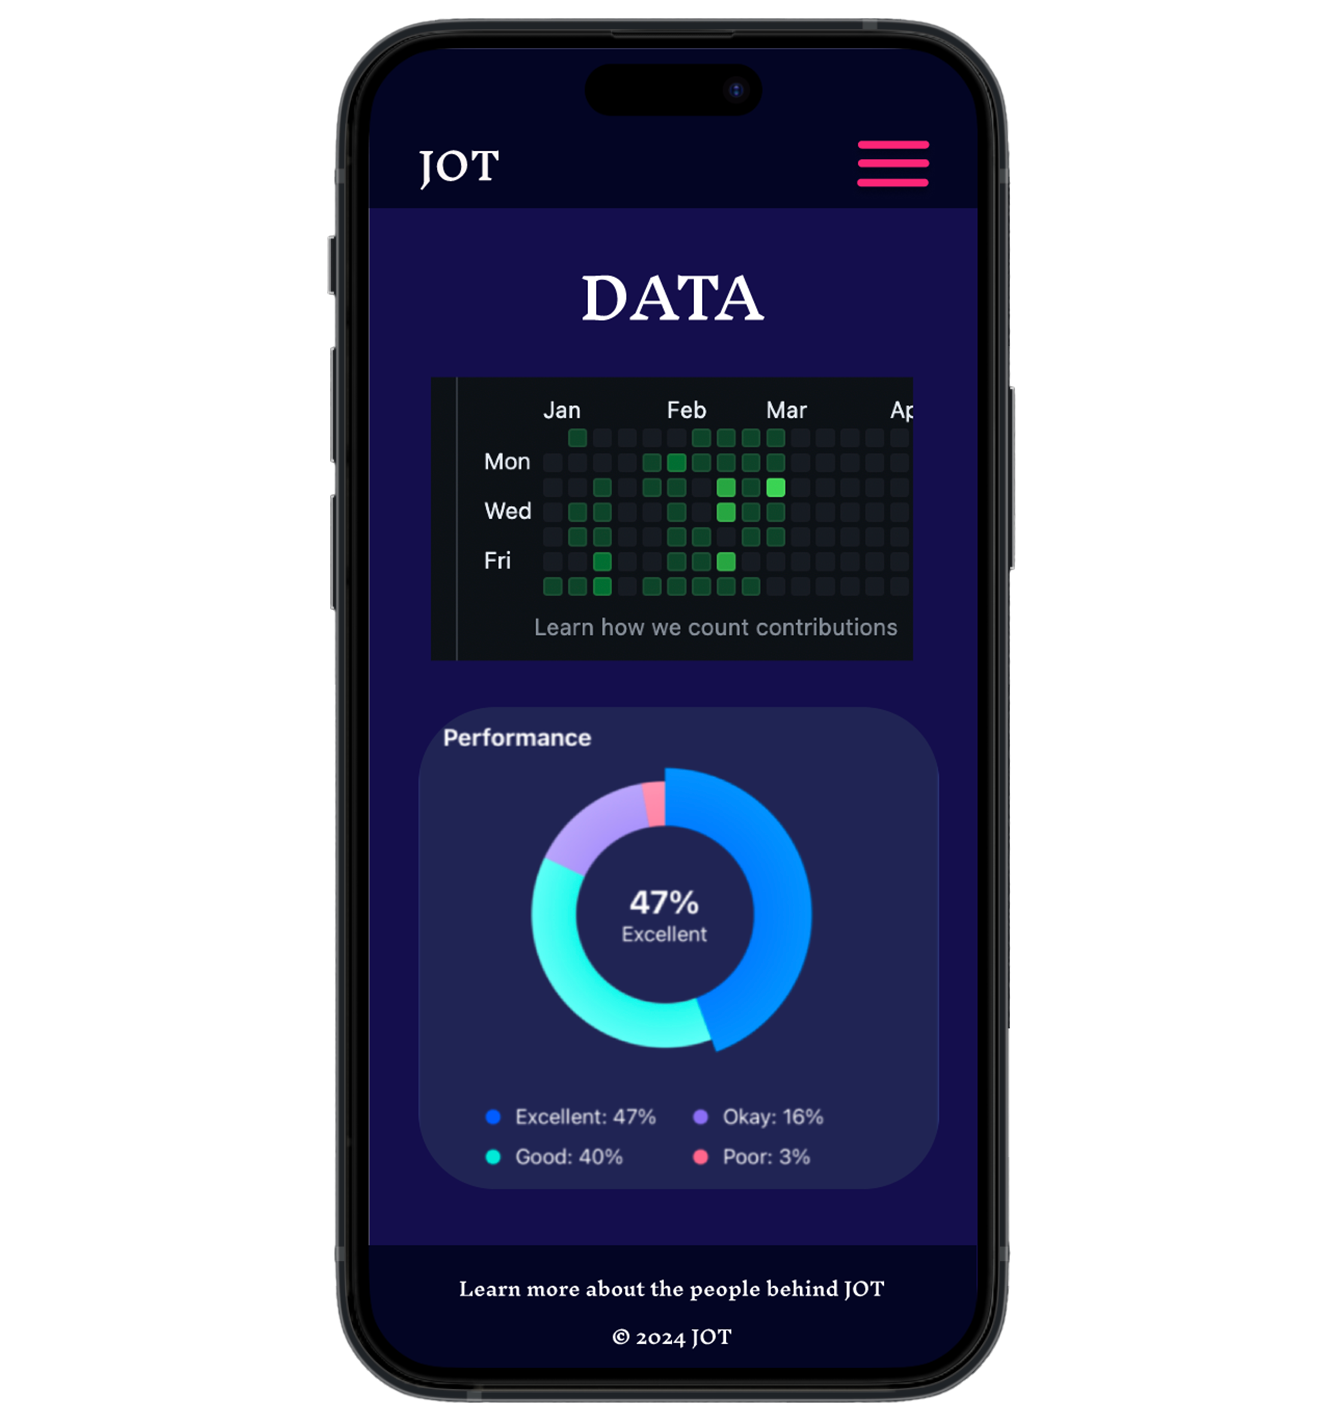 JOT
DATA
Jan Feb Mar Ap
Mon
Wed
Fri
Learn how we count contributions
Performance
47%
Excellent
Excellent: 47% Okay: 16%
Good: 40% Poor: 3%
Learn more about the people behind JOT
© 2024 JOT